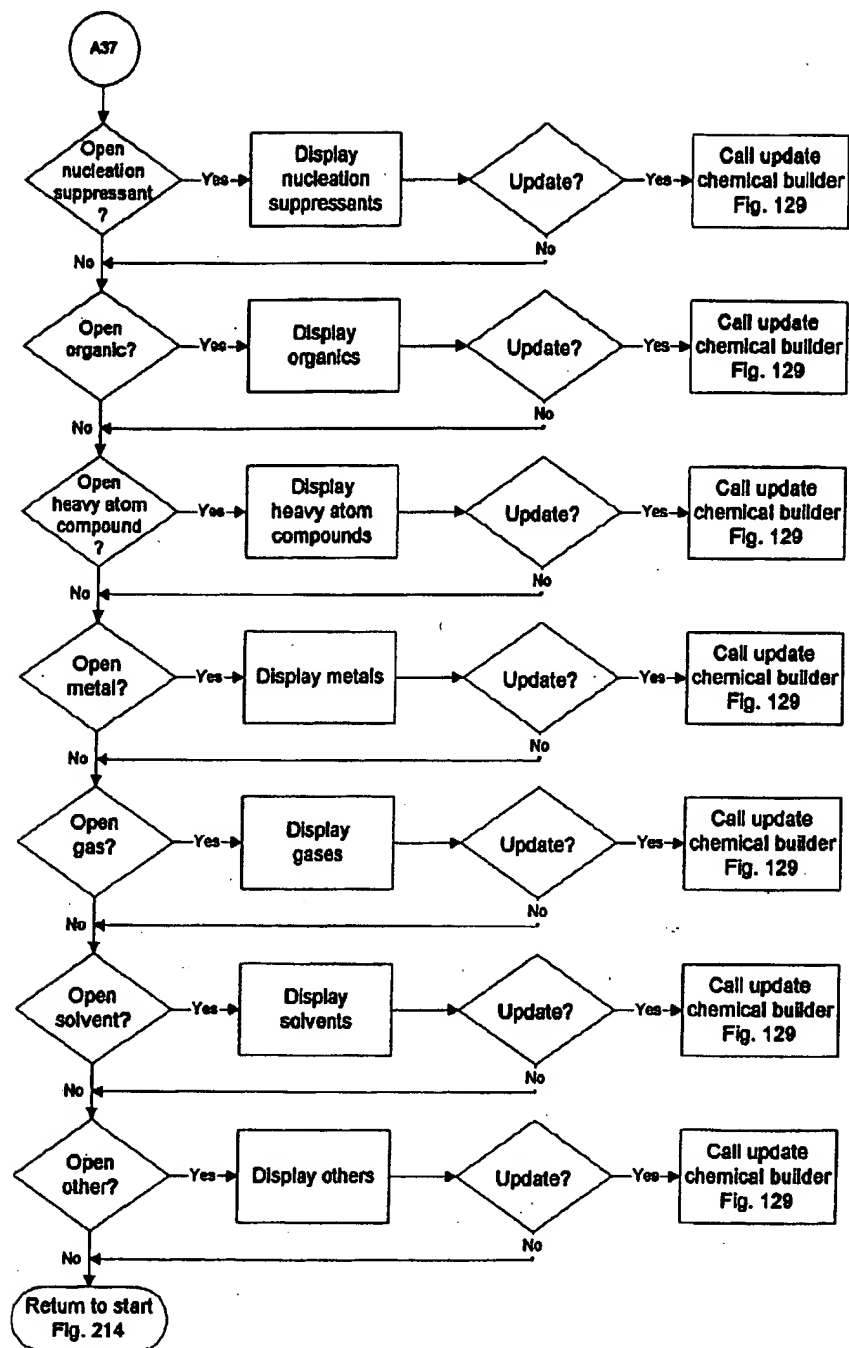 A37
Open
nucleation
suppressant
?
Yes
Display
nucleation
suppressants
Update?
Yes
Call update
chemical builder
Fig. 129
No
No
Open
organic?
Yes
Display
organics
Update?
Yes
Call update
chemical builder
Fig. 129
No
No
Open
heavy atom
compound
?
Yes
Display
heavy atom
compounds
Update?
Yes
Call update
chemical builder
Fig. 129
No
No
Open
metal?
Yes
Display metals
Update?
Yes
Call update
chemical builder
Fig. 129
No
No
Open
gas?
Yes
Display
gases
Update?
Yes
Call update
chemical builder
Fig. 129
No
No
Open
solvent?
Yes
Display
solvents
Update?
Yes
Call update
chemical builder
Fig. 129
No
No
Open
other?
Yes
Display others
Update?
Yes
Call update
chemical builder
Fig. 129
No
No
Return to start
Fig. 214